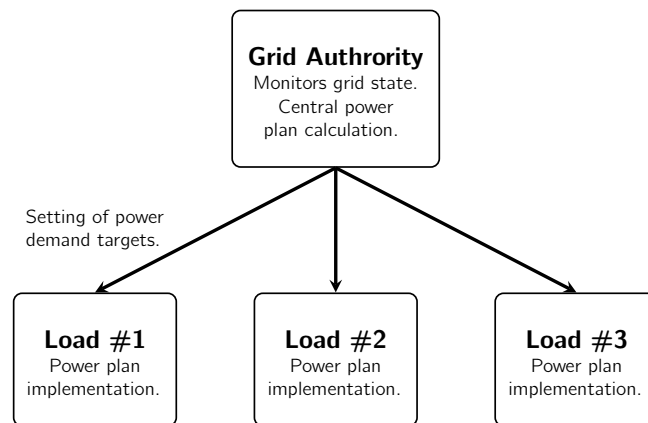 Grid Authrority
Monitors grid state.
Central power
plan calculation.
Setting of power
demand targets.
Load #1
Power plan
implementation.
Load #2
Power plan
implementation.
Load #3
Power plan
implementation.